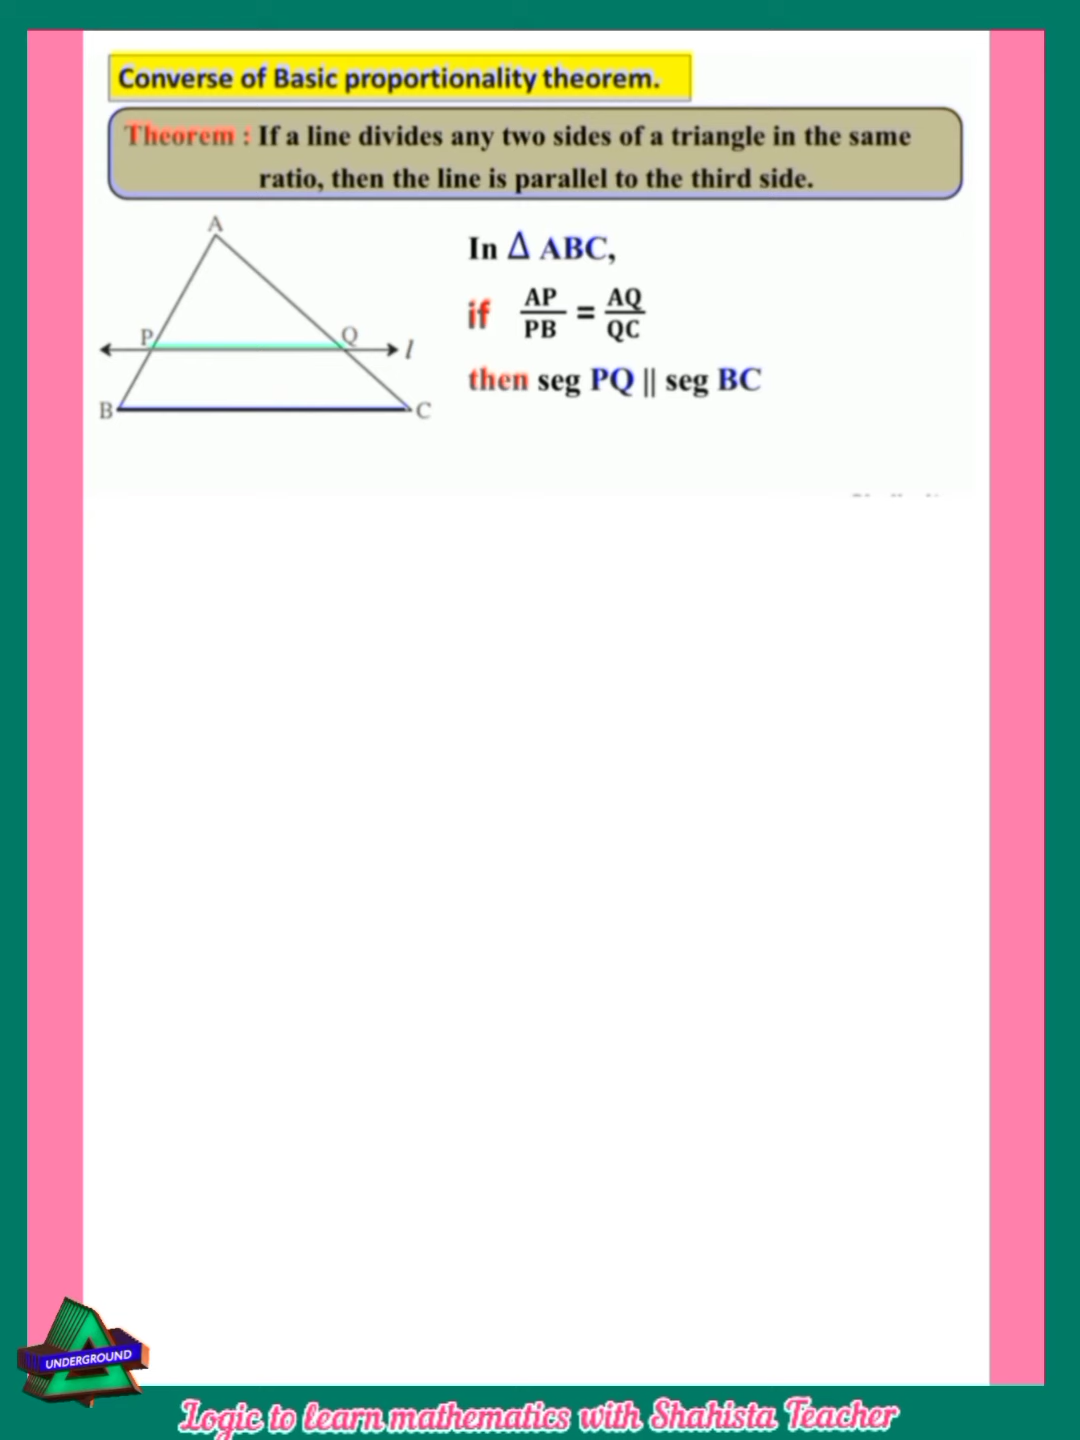 Converse of Basic proportionality theorem.
Theorem : If a line divides any two sides of a triangle in the same
ratio, then the line is parallel to the third side.
A
P
Q
l
B
C
In Δ ABC,
if AP/PB = AQ/QC
then seg PQ || seg BC
UNDERGROUND
Logic to learn mathematics with Shahista Teacher